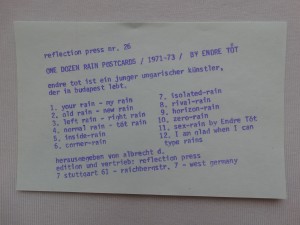 reflection press nr. 26
ONE DOZEN RAIN POSTCARDS / 1971-73 / BY ENDRE TÓT
endre tot ist ein junger ungarischer künstler,
der in budapest lebt.
1. your rain - my rain
2. old rain - new rain
3. left rain - right rain
4. normal rain - tót rain
5. inside-rain
6. corner-rain
7. isolated-rain
8. rival-rain
9. horizon-rain
10. zero-rain
11. sex-rain by Endre Tót
12. I am glad when I can
type rains
herausgegeben von albrecht d.
edition und vertrieb: reflection press
7 stuttgart 61 - reichbergstr. 7 - west germany